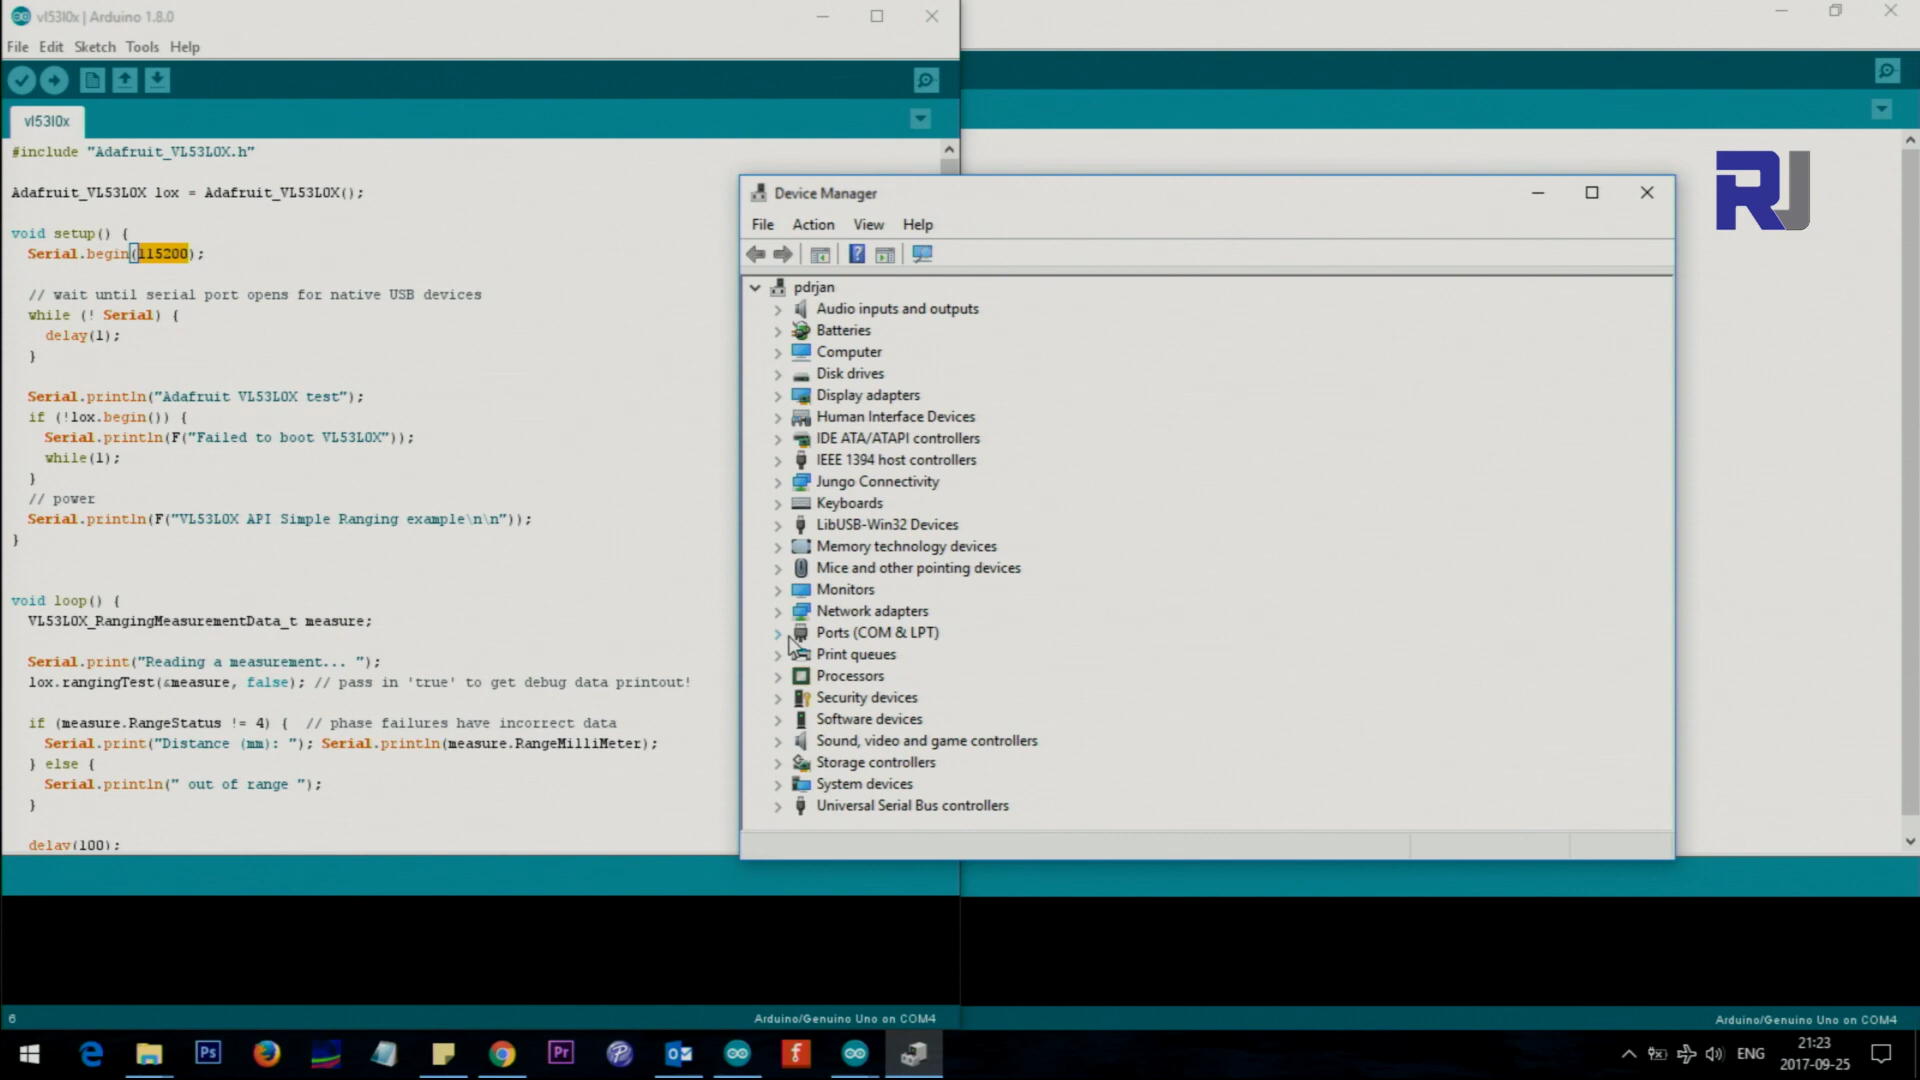 vl53l0x | Arduino 1.8.0
File Edit Sketch Tools Help
vl53l0x
#include "Adafruit_VL53L0X.h"
Adafruit_VL53L0X lox = Adafruit_VL53L0X();
void setup() {
Serial.begin(115200);
// wait until serial port opens for native USB devices
while (! Serial) {
delay(1);
}
Serial.println("Adafruit VL53L0X test");
if (!lox.begin()) {
Serial.println(F("Failed to boot VL53L0X"));
while(1);
}
// power
Serial.println(F("VL53L0X API Simple Ranging example\n\n"));
}
void loop() {
VL53L0X_RangingMeasurementData_t measure;
Serial.print("Reading a measurement... ");
lox.rangingTest(&measure, false); // pass in 'true' to get debug data printout!
if (measure.RangeStatus != 4) {  // phase failures have incorrect data
Serial.print("Distance (mm): "); Serial.println(measure.RangeMilliMeter);
} else {
Serial.println(" out of range ");
}
delay(100);
6
Arduino/Genuino Uno on COM4
RJ
Device Manager
File Action View Help
pdrjan
Audio inputs and outputs
Batteries
Computer
Disk drives
Display adapters
Human Interface Devices
IDE ATA/ATAPI controllers
IEEE 1394 host controllers
Jungo Connectivity
Keyboards
LibUSB-Win32 Devices
Memory technology devices
Mice and other pointing devices
Monitors
Network adapters
Ports (COM & LPT)
Print queues
Processors
Security devices
Software devices
Sound, video and game controllers
Storage controllers
System devices
Universal Serial Bus controllers
Arduino/Genuino Uno on COM4
Ps
Pr
ENG
21:23
2017-09-25